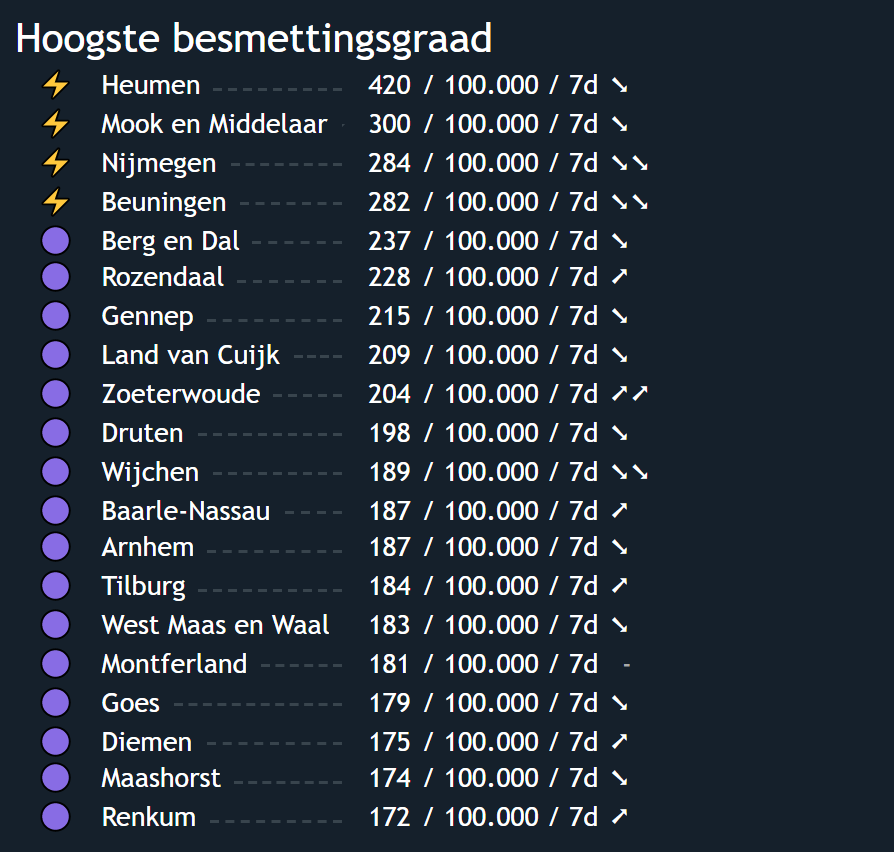 Hoogste besmettingsgraad
⚡ Heumen 420 / 100.000 / 7d ➘
⚡ Mook en Middelaar 300 / 100.000 / 7d ➘
⚡ Nijmegen 284 / 100.000 / 7d ➘➘
⚡ Beuningen 282 / 100.000 / 7d ➘➘
🟣 Berg en Dal 237 / 100.000 / 7d ➘
🟣 Rozendaal 228 / 100.000 / 7d ➚
🟣 Gennep 215 / 100.000 / 7d ➘
🟣 Land van Cuijk 209 / 100.000 / 7d ➘
🟣 Zoeterwoude 204 / 100.000 / 7d ➚➚
🟣 Druten 198 / 100.000 / 7d ➘
🟣 Wijchen 189 / 100.000 / 7d ➘➘
🟣 Baarle-Nassau 187 / 100.000 / 7d ➚
🟣 Arnhem 187 / 100.000 / 7d ➘
🟣 Tilburg 184 / 100.000 / 7d ➚
🟣 West Maas en Waal 183 / 100.000 / 7d ➘
🟣 Montferland 181 / 100.000 / 7d -
🟣 Goes 179 / 100.000 / 7d ➘
🟣 Diemen 175 / 100.000 / 7d ➚
🟣 Maashorst 174 / 100.000 / 7d ➘
🟣 Renkum 172 / 100.000 / 7d ➚